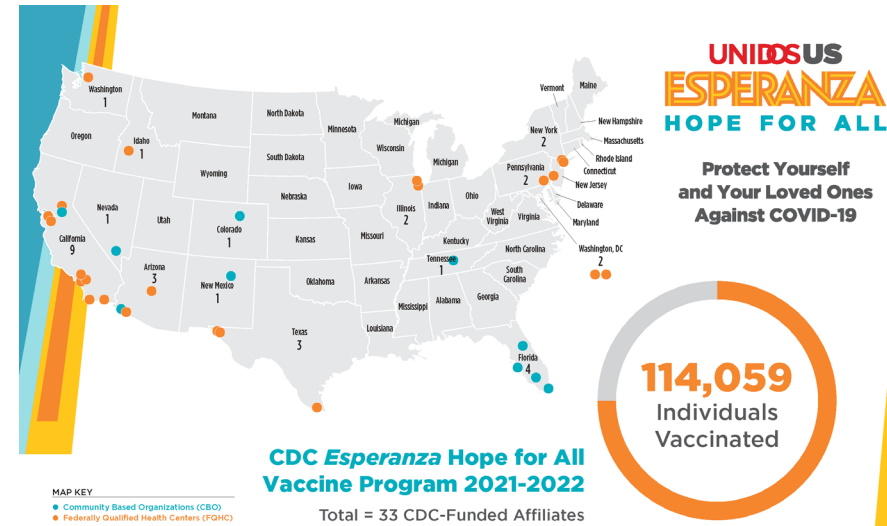 UNIDOSUS
ESPERANZA
HOPE FOR ALL
Protect Yourself
and Your Loved Ones
Against COVID-19
Washington
1
Oregon
Idaho
1
Montana
North Dakota
Minnesota
Michigan
Wisconsin
Michigan
Vermont
Maine
New Hampshire
Massachusetts
Rhode Island
Connecticut
New Jersey
Delaware
Maryland
New York
2
Pennsylvania
2
Washington, DC
2
South Dakota
Wyoming
Nebraska
Iowa
Illinois
2
Indiana
Ohio
West
Virginia
Virginia
Nevada
1
Utah
Colorado
1
Kansas
Missouri
Kentucky
California
9
Arizona
3
New Mexico
1
Oklahoma
Arkansas
Tennessee
1
North Carolina
South
Carolina
Mississippi
Alabama
Georgia
Texas
3
Louisiana
Florida
4
114,059
Individuals
Vaccinated
CDC Esperanza Hope for All
Vaccine Program 2021-2022
Total = 33 CDC-Funded Affiliates
MAP KEY
Community Based Organizations (CBO)
Federally Qualified Health Centers (FQHC)